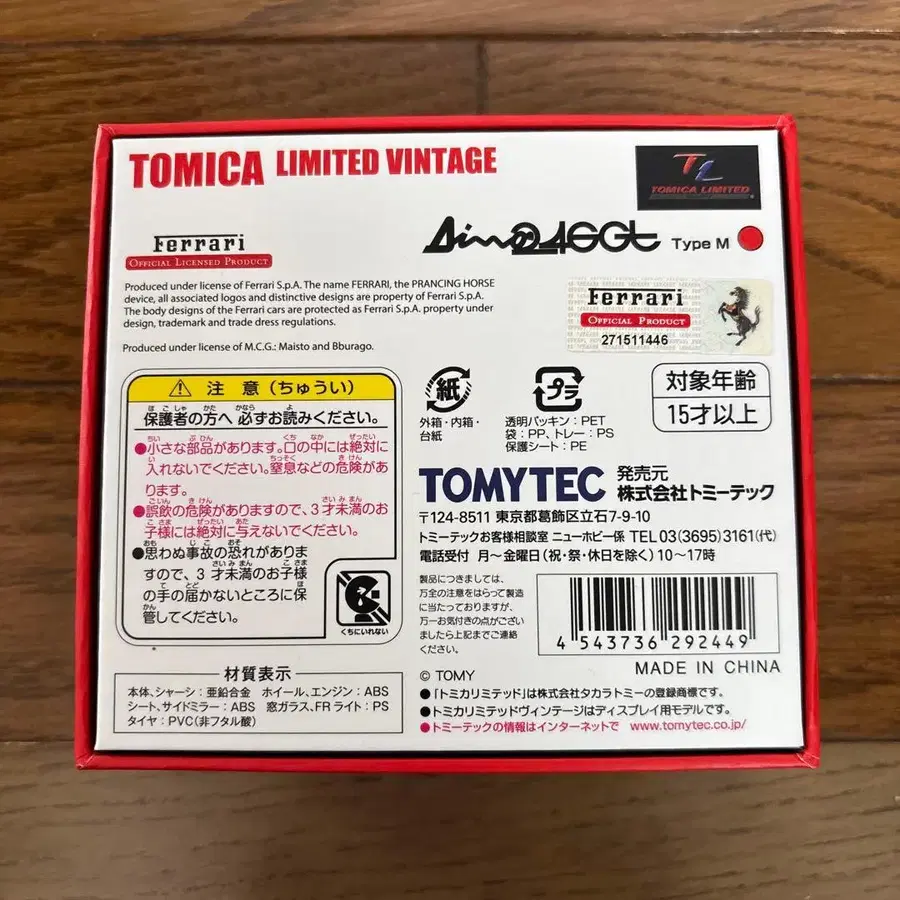 TOMICA LIMITED VINTAGE
TL
TOMICA LIMITED
Dino 246GT Type M
Ferrari
OFFICIAL LICENSED PRODUCT
Produced under license of Ferrari S.p.A. The name FERRARI, the PRANCING HORSE
device, all associated logos and distinctive designs are property of Ferrari S.p.A.
The body designs of the Ferrari cars are protected as Ferrari S.p.A. property under
design, trademark and trade dress regulations.
Produced under license of M.C.G.: Maisto and Bburago.
Ferrari
OFFICIAL PRODUCT
271511446
注意(ちゅうい)
保護者の方へ 必ずお読みください。
●小さな部品があります。口の中には絶対に
入れないでください。窒息などの危険があ
ります。
●誤飲の危険がありますので、3才未満のお
子様には絶対に与えないでください。
●思わぬ事故の恐れがありま
すので、3才未満のお子様
の手の届かないところに保
管してください。
くちにいれない
紙
外箱・内箱・
台紙
プラ
透明パッキン:PET
袋:PP、トレー:PS
保護シート:PE
対象年齢
15才以上
TOMYTEC 発売元 株式会社トミーテック
〒124-8511 東京都葛飾区立石7-9-10
トミーテックお客様相談室 ニューホビー係 TEL 03(3695)3161(代)
電話受付 月~金曜日(祝・祭・休日を除く)10~17時
製品につきましては、
万全の注意をはらって製造
に当たっておりますが、
万一お気付きの点がござい
ましたら上記までご連絡
ください。
4 543736 292449
MADE IN CHINA
材質表示
本体、シャーシ:亜鉛合金 ホイール、エンジン:ABS
シート、サイドミラー:ABS 窓ガラス、FRライト:PS
タイヤ:PVC(非フタル酸)
© TOMY
●「トミカリミテッド」は株式会社タカラトミーの登録商標です。
●トミカリミテッドヴィンテージはディスプレイ用モデルです。
●トミーテックの情報はインターネットで www.tomytec.co.jp/